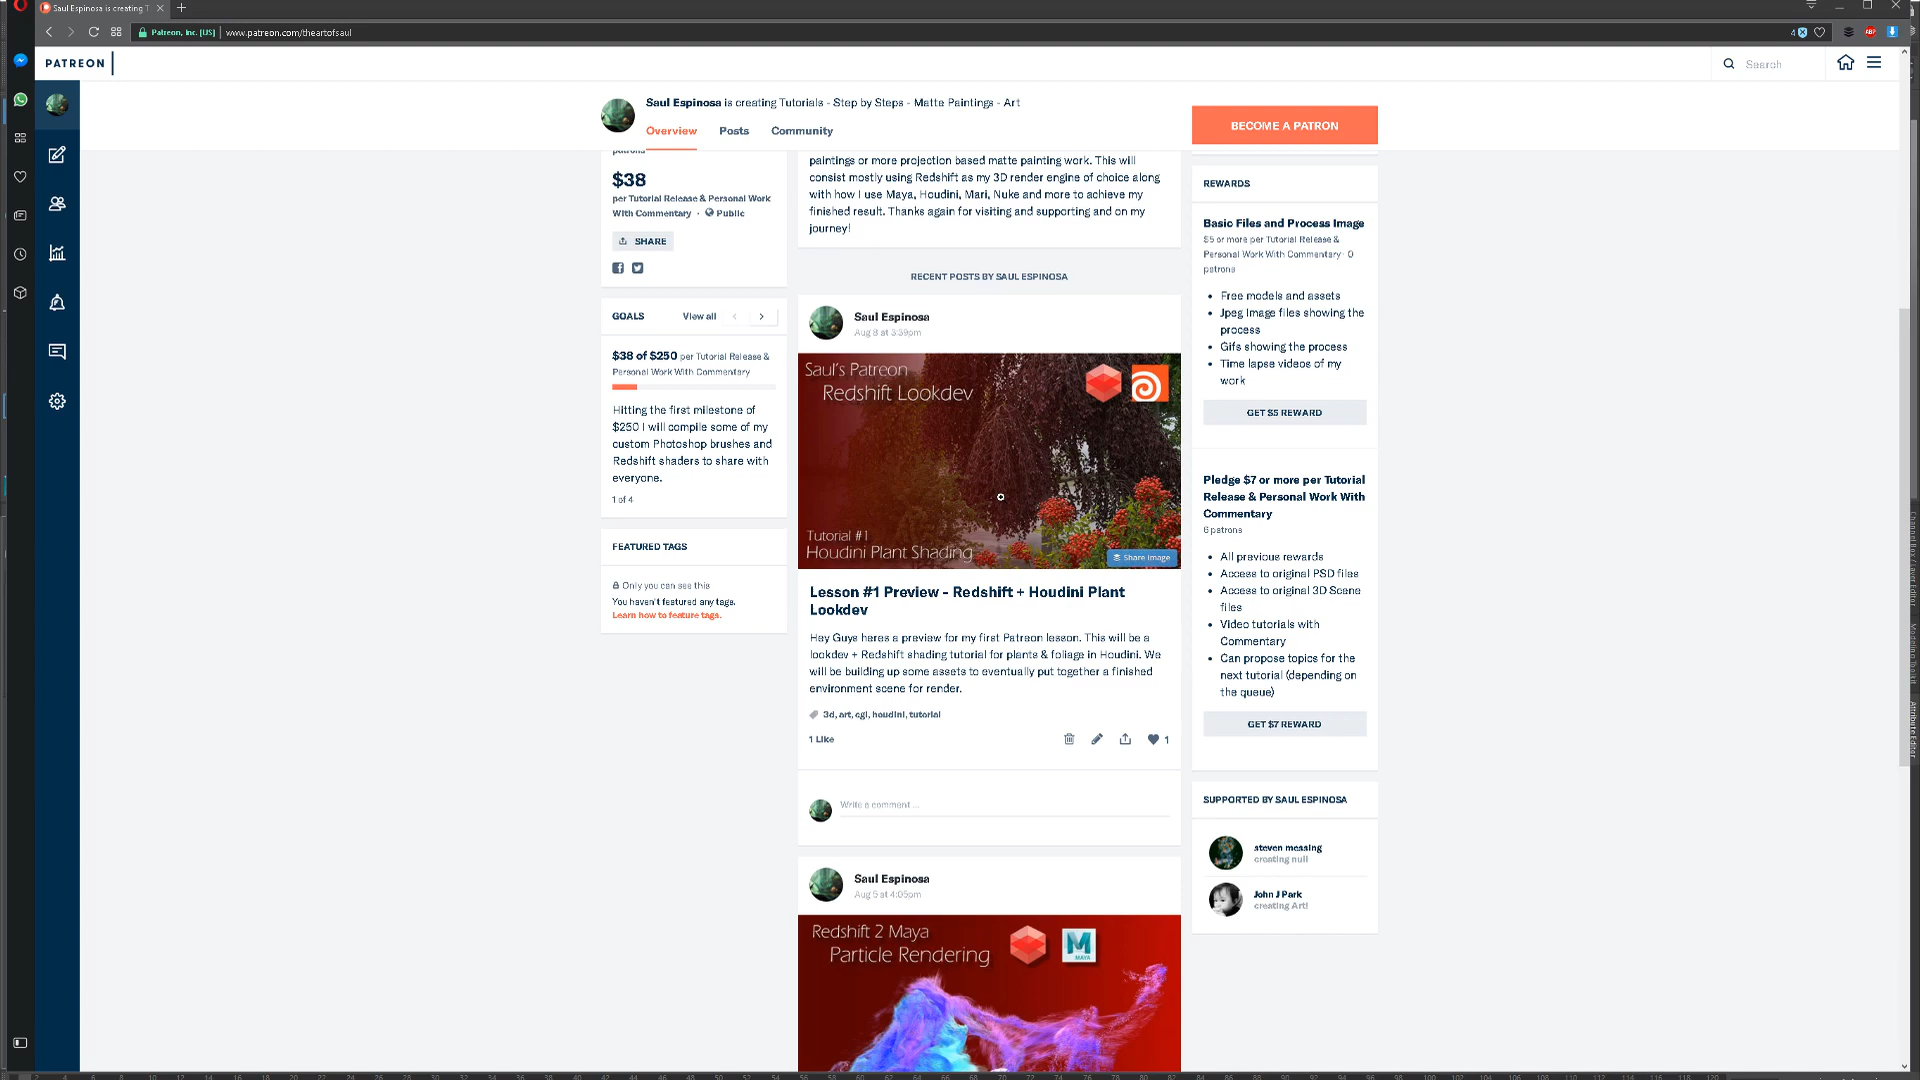 Saul Espinosa is creating T
Patreon, Inc. [US]
www.patreon.com/theartofsaul
4
ABP
PATREON
Search
Saul Espinosa is creating Tutorials - Step by Steps - Matte Paintings - Art
Overview
Posts
Community
BECOME A PATRON
patrons
$38
per Tutorial Release & Personal Work
With Commentary · Public
SHARE
GOALS
View all
$38 of $250 per Tutorial Release &
Personal Work With Commentary
Hitting the first milestone of
$250 I will compile some of my
custom Photoshop brushes and
Redshift shaders to share with
everyone.
1 of 4
FEATURED TAGS
Only you can see this
You haven't featured any tags.
Learn how to feature tags.
paintings or more projection based matte painting work. This will
consist mostly using Redshift as my 3D render engine of choice along
with how I use Maya, Houdini, Mari, Nuke and more to achieve my
finished result. Thanks again for visiting and supporting and on my
journey!
RECENT POSTS BY SAUL ESPINOSA
Saul Espinosa
Aug 8 at 3:39pm
Saul's Patreon
Redshift Lookdev
Tutorial #1
Houdini Plant Shading
Share Image
Lesson #1 Preview - Redshift + Houdini Plant
Lookdev
Hey Guys heres a preview for my first Patreon lesson. This will be a
lookdev + Redshift shading tutorial for plants & foliage in Houdini. We
will be building up some assets to eventually put together a finished
environment scene for render.
3d, art, cgi, houdini, tutorial
1 Like
1
Write a comment ...
Saul Espinosa
Aug 5 at 4:05pm
Redshift 2 Maya
Particle Rendering
M
MAYA
REWARDS
Basic Files and Process Image
$5 or more per Tutorial Release &
Personal Work With Commentary · 0
patrons
• Free models and assets
• Jpeg Image files showing the
process
• Gifs showing the process
• Time lapse videos of my
work
GET $5 REWARD
Pledge $7 or more per Tutorial
Release & Personal Work With
Commentary
6 patrons
• All previous rewards
• Access to original PSD files
• Access to original 3D Scene
files
• Video tutorials with
Commentary
• Can propose topics for the
next tutorial (depending on
the queue)
GET $7 REWARD
SUPPORTED BY SAUL ESPINOSA
steven messing
creating null
John J Park
creating Art!
Channel Box / Layer Editor
Modeling Toolkit
Attribute Editor